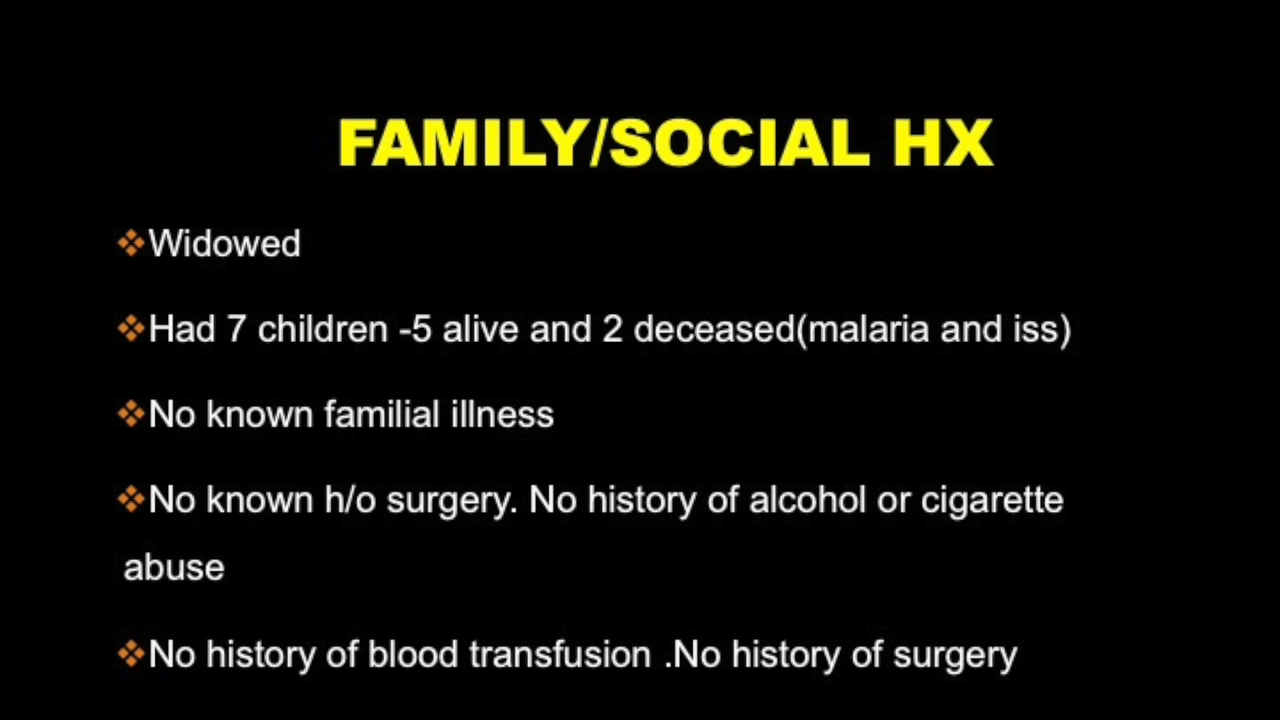 FAMILY/SOCIAL HX
❖Widowed
❖Had 7 children -5 alive and 2 deceased(malaria and iss)
❖No known familial illness
❖No known h/o surgery. No history of alcohol or cigarette
abuse
❖No history of blood transfusion .No history of surgery